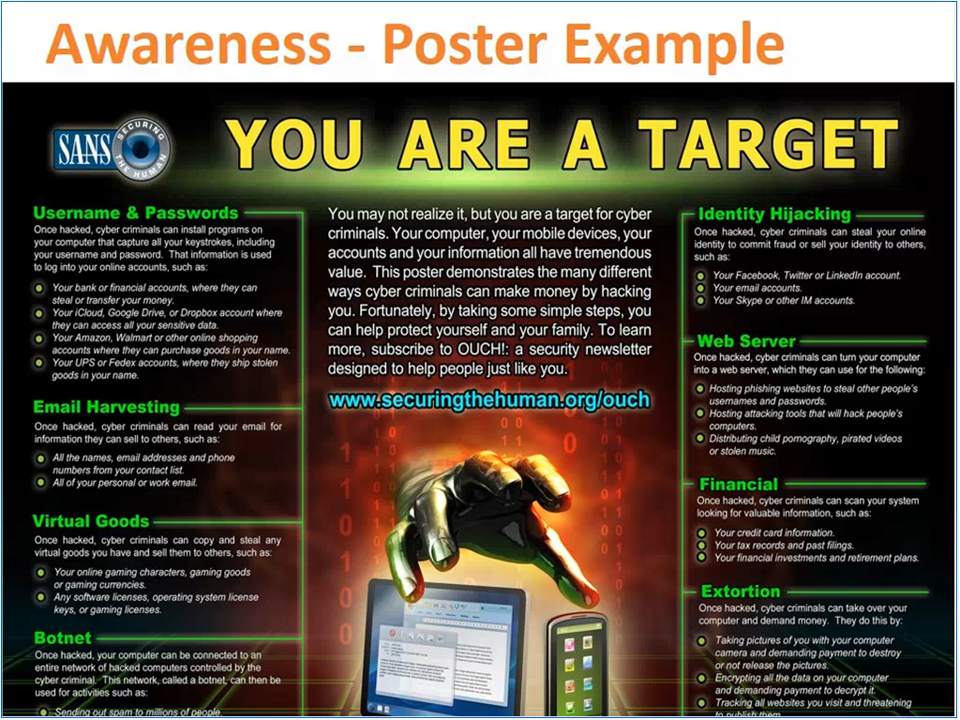 Awareness - Poster Example
SANS
SECURING
THE HUMAN
YOU ARE A TARGET
Username & Passwords
Once hacked, cyber criminals can install programs on
your computer that capture all your keystrokes, including
your username and password. That information is used
to log into your online accounts, such as:
Your bank or financial accounts, where they can
steal or transfer your money.
Your iCloud, Google Drive, or Dropbox account where
they can access all your sensitive data.
Your Amazon, Walmart or other online shopping
accounts where they can purchase goods in your name.
Your UPS or Fedex accounts, where they ship stolen
goods in your name.
Email Harvesting
Once hacked, cyber criminals can read your email for
information they can sell to others, such as:
All the names, email addresses and phone
numbers from your contact list.
All of your personal or work email.
Virtual Goods
Once hacked, cyber criminals can copy and steal any
virtual goods you have and sell them to others, such as:
Your online gaming characters, gaming goods
or gaming currencies.
Any software licenses, operating system license
keys, or gaming licenses.
Botnet
Once hacked, your computer can be connected to an
entire network of hacked computers controlled by the
cyber criminal. This network, called a botnet, can then be
used for activities such as:
Sending out spam to millions of people.
You may not realize it, but you are a target for cyber
criminals. Your computer, your mobile devices, your
accounts and your information all have tremendous
value. This poster demonstrates the many different
ways cyber criminals can make money by hacking
you. Fortunately, by taking some simple steps, you
can help protect yourself and your family. To learn
more, subscribe to OUCH!: a security newsletter
designed to help people just like you.
www.securingthehuman.org/ouch
Identity Hijacking
Once hacked, cyber criminals can steal your online
identity to commit fraud or sell your identity to others,
such as:
Your Facebook, Twitter or LinkedIn account.
Your email accounts.
Your Skype or other IM accounts.
Web Server
Once hacked, cyber criminals can turn your computer
into a web server, which they can use for the following:
Hosting phishing websites to steal other people's
usernames and passwords.
Hosting attacking tools that will hack people's
computers.
Distributing child pornography, pirated videos
or stolen music.
Financial
Once hacked, cyber criminals can scan your system
looking for valuable information, such as:
Your credit card information.
Your tax records and past filings.
Your financial investments and retirement plans.
Extortion
Once hacked, cyber criminals can take over your
computer and demand money. They do this by:
Taking pictures of you with your computer
camera and demanding payment to destroy
or not release the pictures.
Encrypting all the data on your computer
and demanding payment to decrypt it.
Tracking all websites you visit and threatening
to publish them.